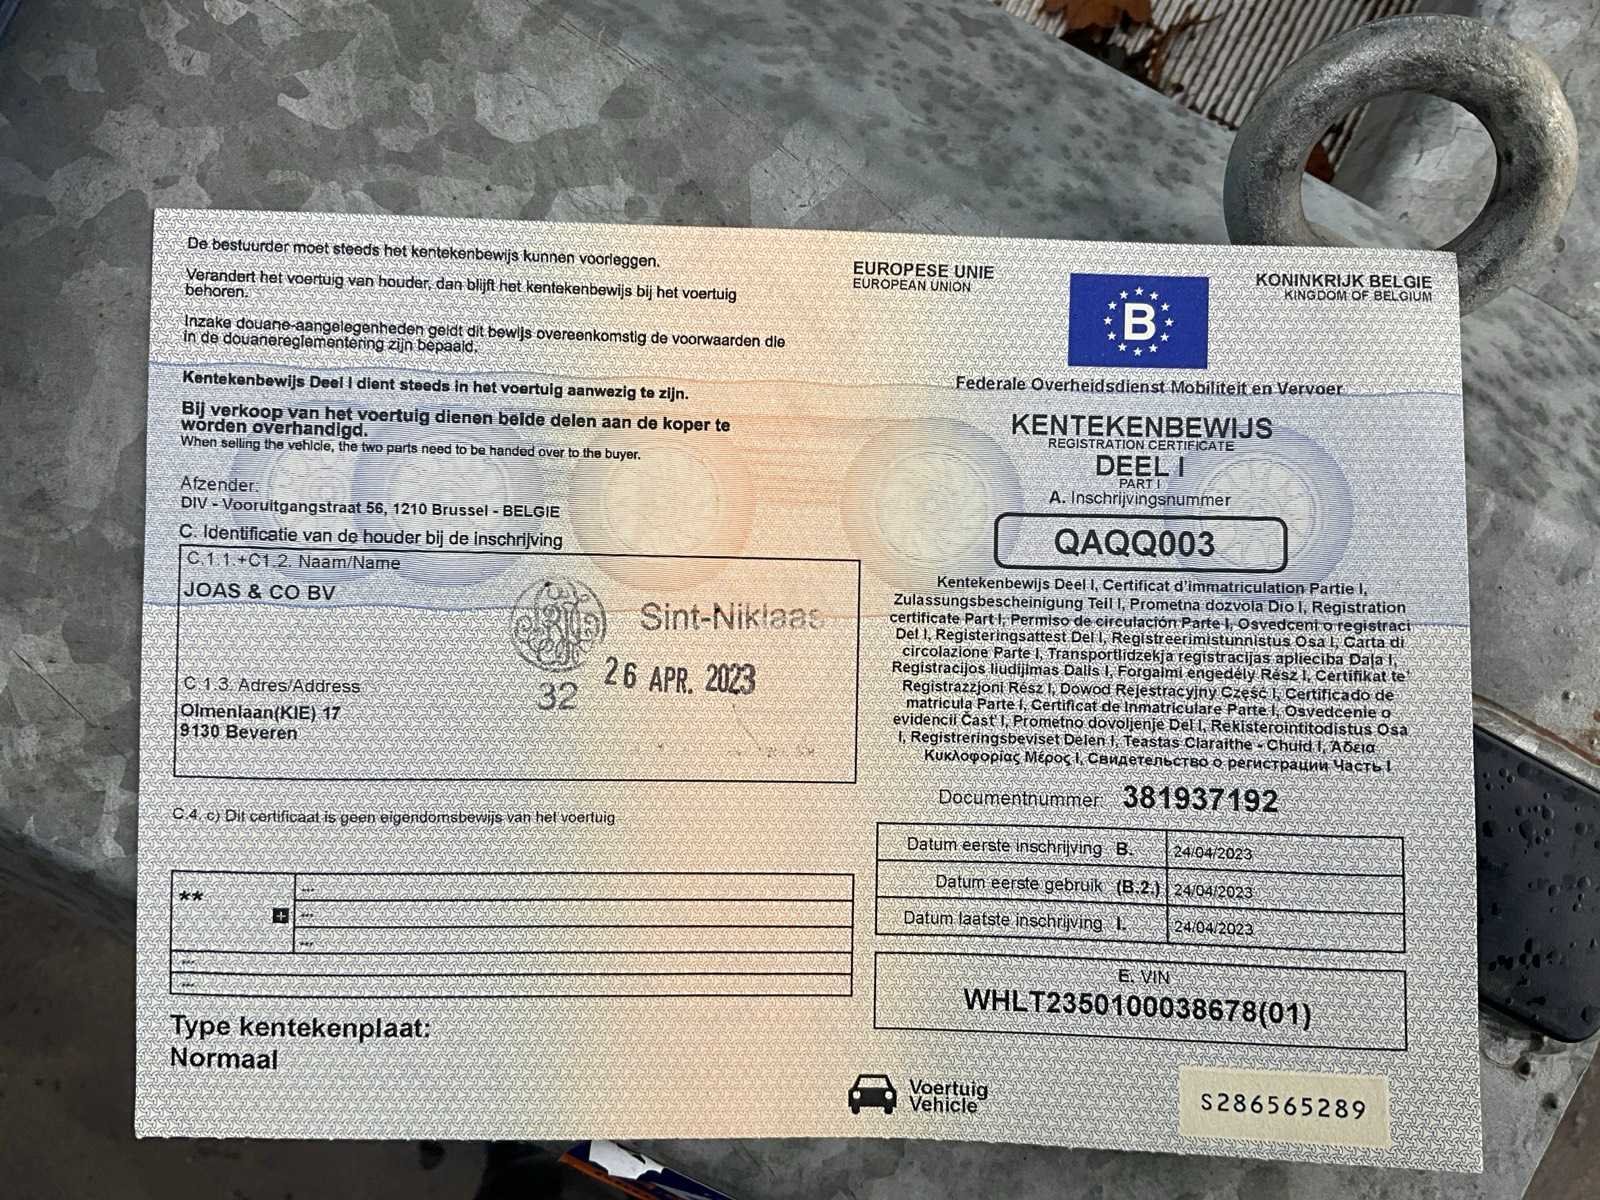 De bestuurder moet steeds het kentekenbewijs kunnen voorleggen.
Verandert het voertuig van houder, dan blijft het kentekenbewijs bij het voertuig
behoren.
Inzake douane-aangelegenheden geldt dit bewijs overeenkomstig de voorwaarden die
in de douanereglementering zijn bepaald.
Kentekenbewijs Deel I dient steeds in het voertuig aanwezig te zijn.
Bij verkoop van het voertuig dienen beide delen aan de koper te
worden overhandigd.
When selling the vehicle, the two parts need to be handed over to the buyer.
Afzender:
DIV - Vooruitgangstraat 56, 1210 Brussel - BELGIE
C. Identificatie van de houder bij de inschrijving
C.1.1.+C1.2. Naam/Name
JOAS & CO BV
Sint-Niklaas
32
26 APR. 2023
C.1.3. Adres/Address
Olmenlaan(KIE) 17
9130 Beveren
C.4. c) Dit certificaat is geen eigendomsbewijs van het voertuig
**
+
---
---
---
---
---
Type kentekenplaat:
Normaal
EUROPESE UNIE
EUROPEAN UNION
B
KONINKRIJK BELGIE
KINGDOM OF BELGIUM
Federale Overheidsdienst Mobiliteit en Vervoer
KENTEKENBEWIJS
REGISTRATION CERTIFICATE
DEEL I
PART I
A. Inschrijvingsnummer
QAQQ003
Kentekenbewijs Deel I, Certificat d'immatriculation Partie I,
Zulassungsbescheinigung Teil I, Prometna dozvola Dio I, Registration
certificate Part I, Permiso de circulación Parte I, Osvedceni o registraci
Del I, Registeringsattest Del I, Registreerimistunnistus Osa I, Carta di
circolazione Parte I, Transportlidzekja registracijas aplieciba Daļa I,
Registracijos liudijimas Dalis I, Forgalmi engedély Rész I, Certifikat te'
Registrazzjoni Rész I, Dowod Rejestracyjny Część I, Certificado de
matricula Parte I, Certificat de Inmatriculare Parte I, Osvedcenie o
evidencii Cast' I, Prometno dovoljenje Del I, Rekisterointitodistus Osa
I, Registreringsbeviset Delen I, Teastas Claraithe - Chuid I, Άδεια
Κυκλοφορίας Μέρος I, Свидетельство о регистрации Часть I
Documentnummer: 381937192
Datum eerste inschrijving B. 24/04/2023
Datum eerste gebruik (B.2.) 24/04/2023
Datum laatste inschrijving I. 24/04/2023
E. VIN
WHLT2350100038678(01)
Voertuig
Vehicle
S286565289